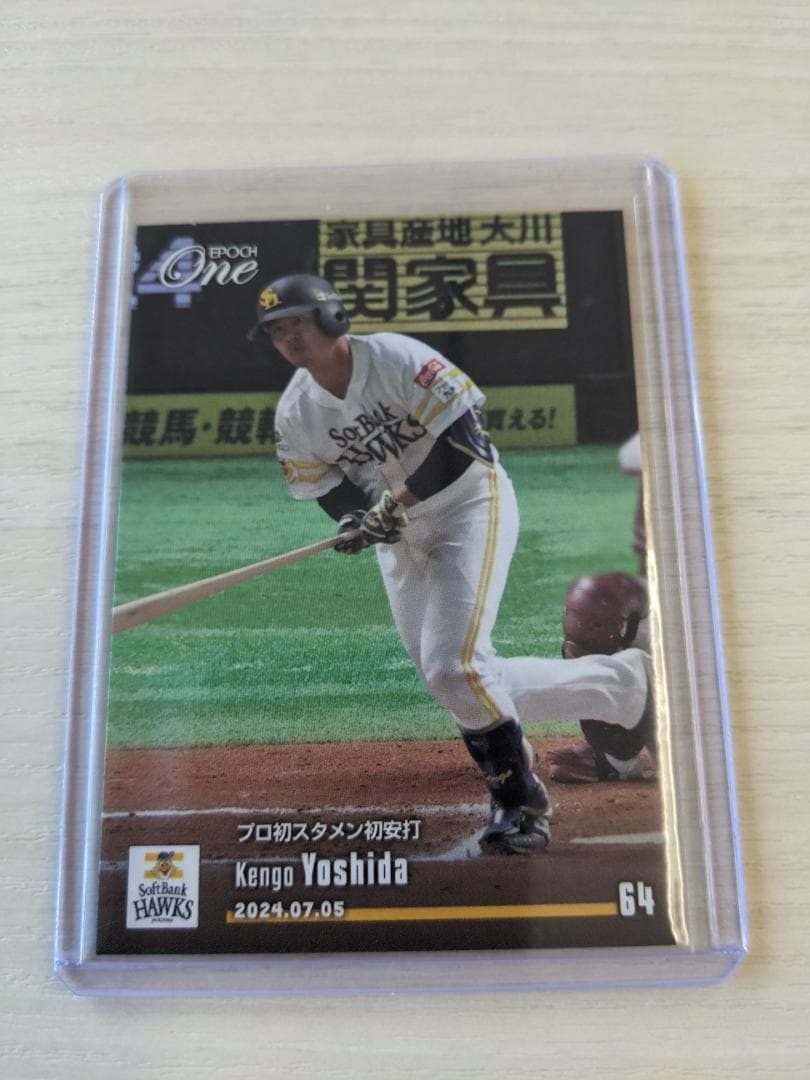 家具産地大川
関家具
EPOCH
One
競馬・競輪
買える!
SoftBank
HAWKS
プロ初スタメン初安打
Kengo Yoshida
2024.07.05
64
SoftBank
HAWKS